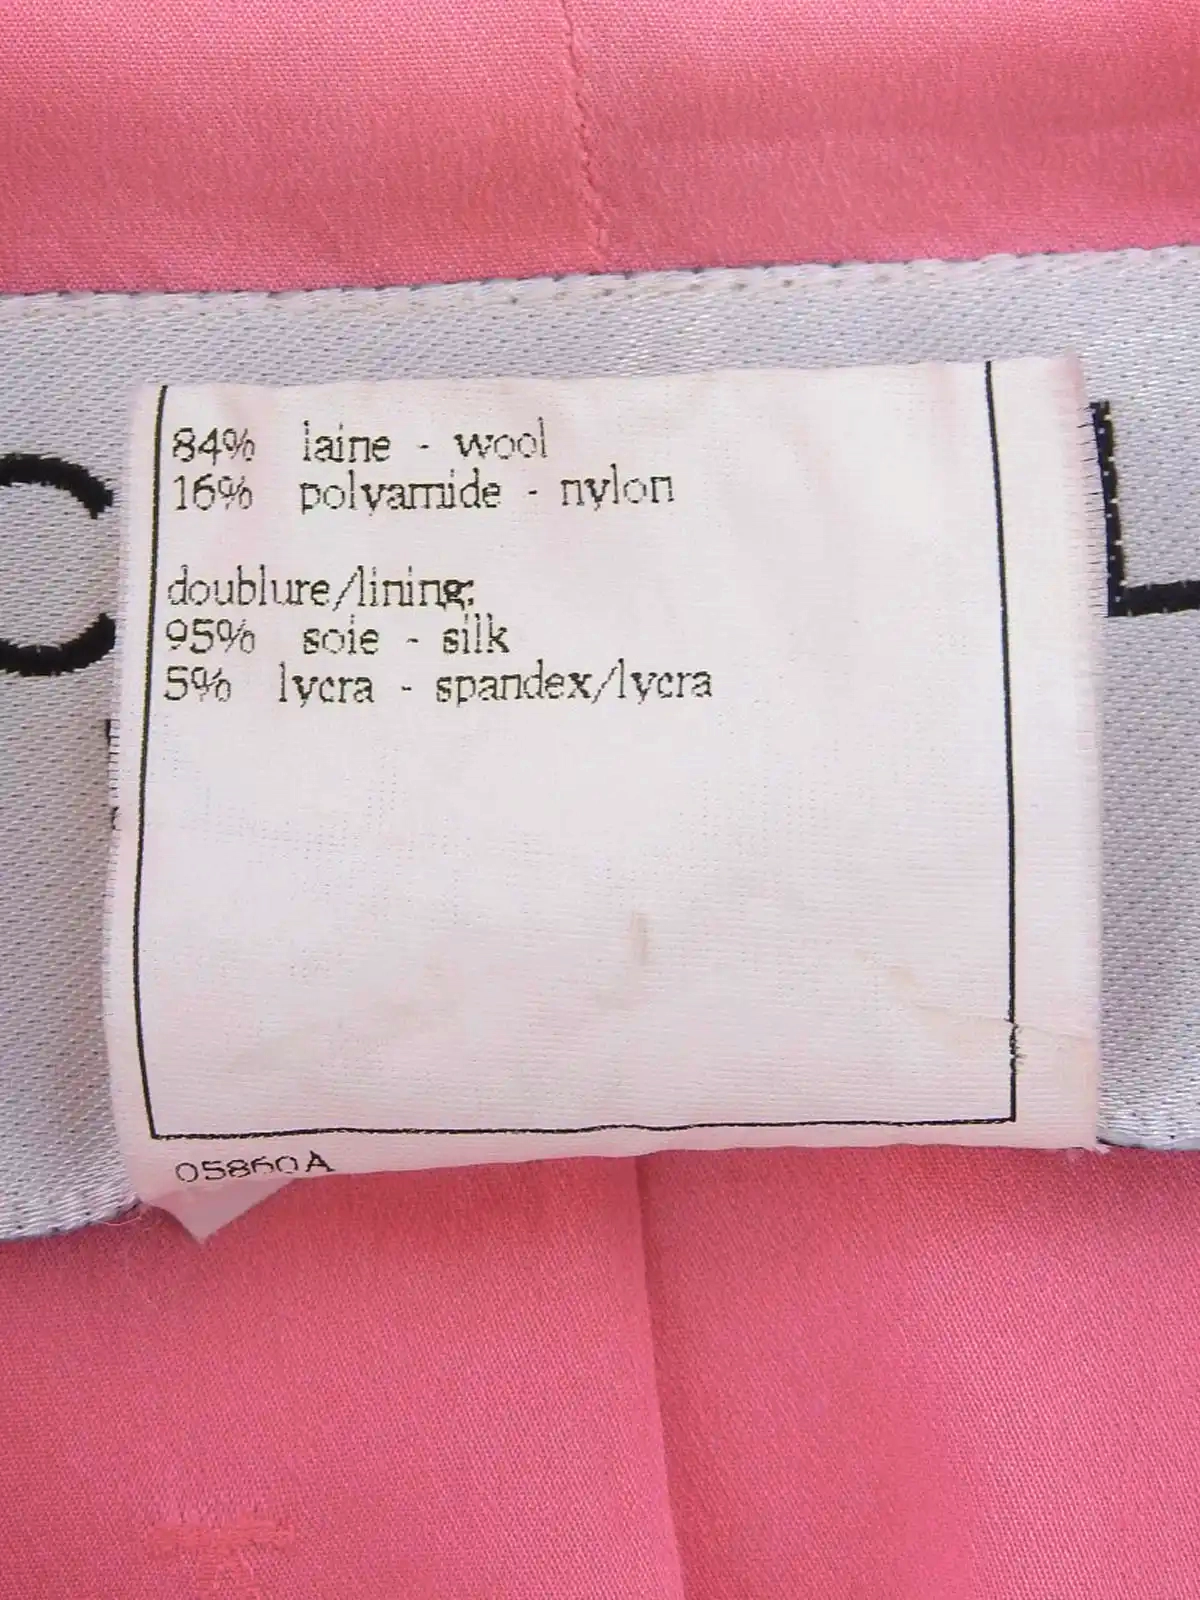 84% laine - wool
16% polyamide - nylon
doublure/lining:
95% soie - silk
5% lycra - spandex/lycra
05860A
C
L